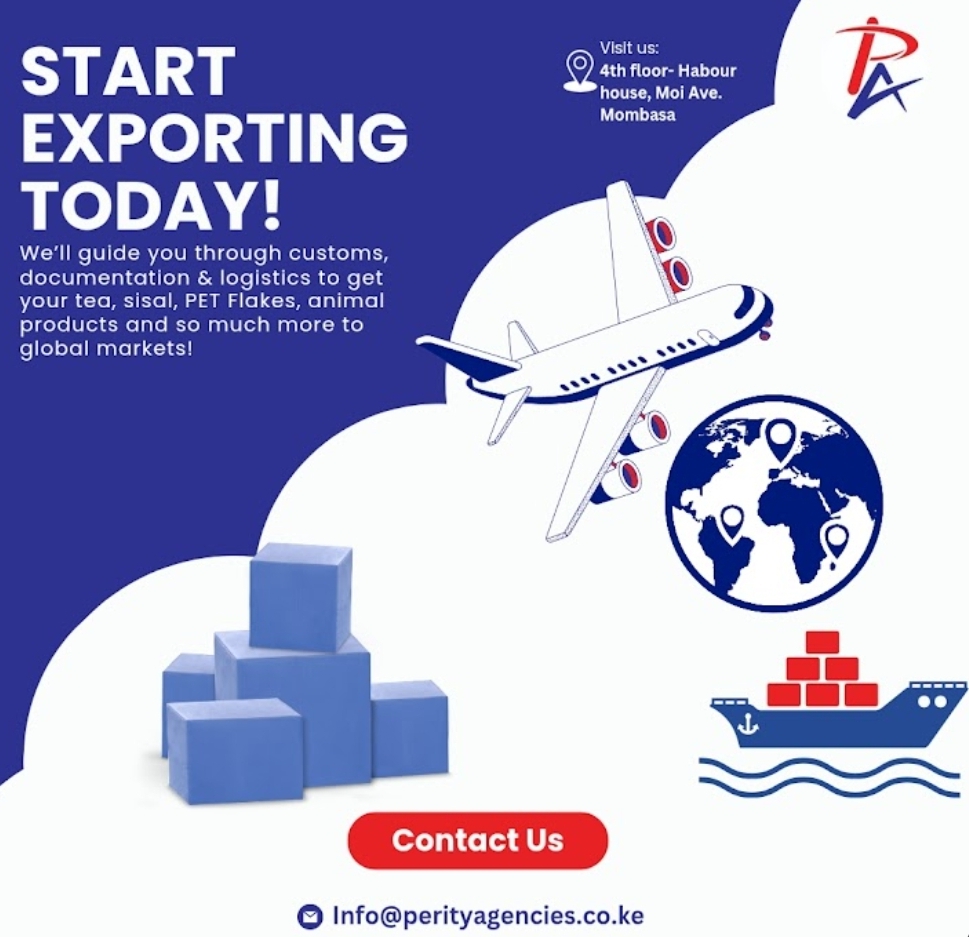 START
EXPORTING
TODAY!
We'll guide you through customs,
documentation & logistics to get
your tea, sisal, PET Flakes, animal
products and so much more to
global markets!
Visit us:
4th floor- Habour
house, Moi Ave.
Mombasa
PA
Contact Us
Info@perityagencies.co.ke